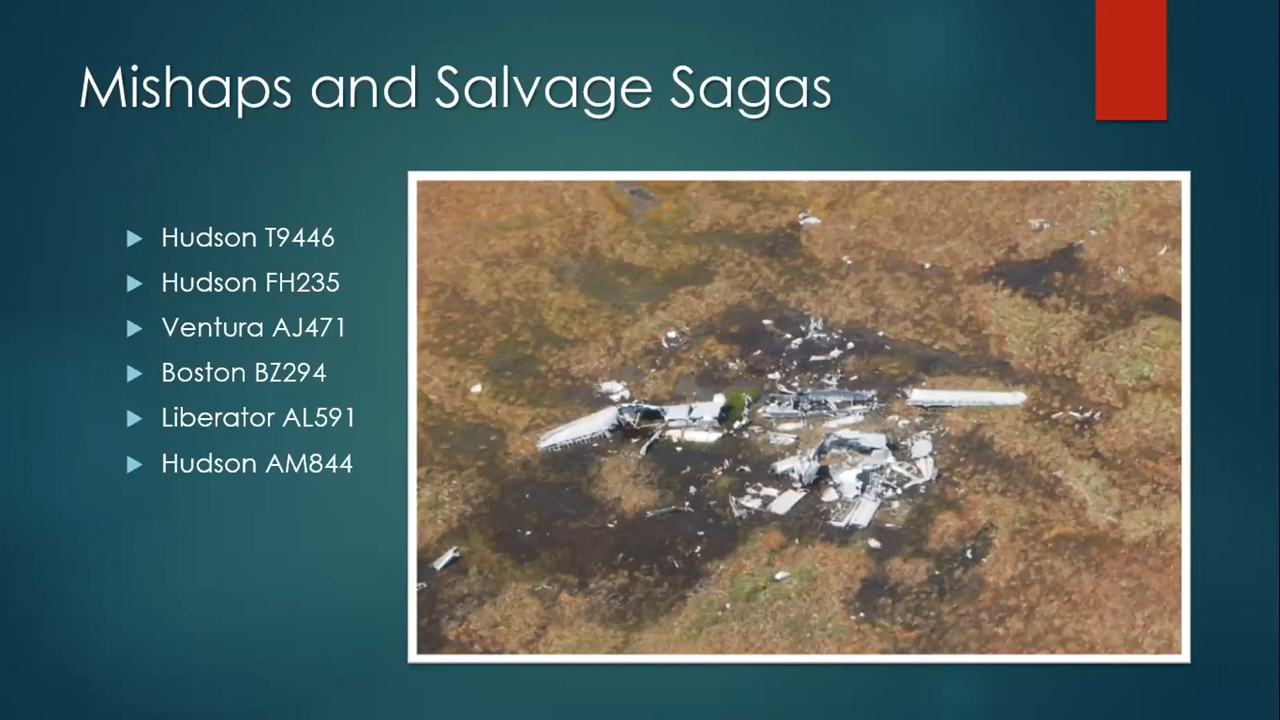 Mishaps and Salvage Sagas
Hudson T9446
Hudson FH235
Ventura AJ471
Boston BZ294
Liberator AL591
Hudson AM844